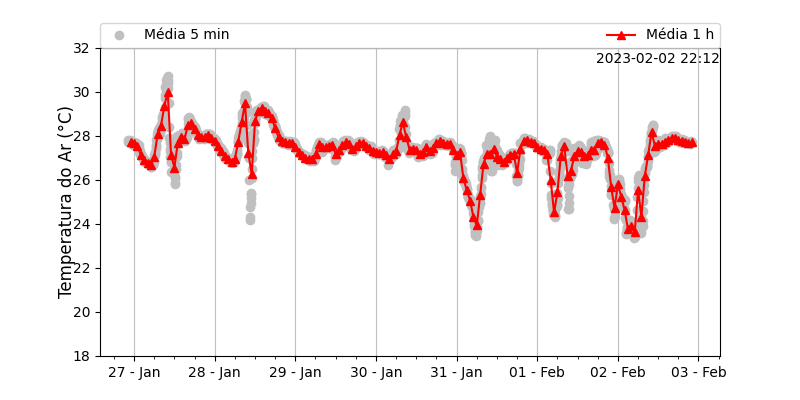 Média 5 min
Média 1 h
2023-02-02 22:12
Temperatura do Ar (°C)
32
30
28
26
24
22
20
18
27 - Jan
28 - Jan
29 - Jan
30 - Jan
31 - Jan
01 - Feb
02 - Feb
03 - Feb